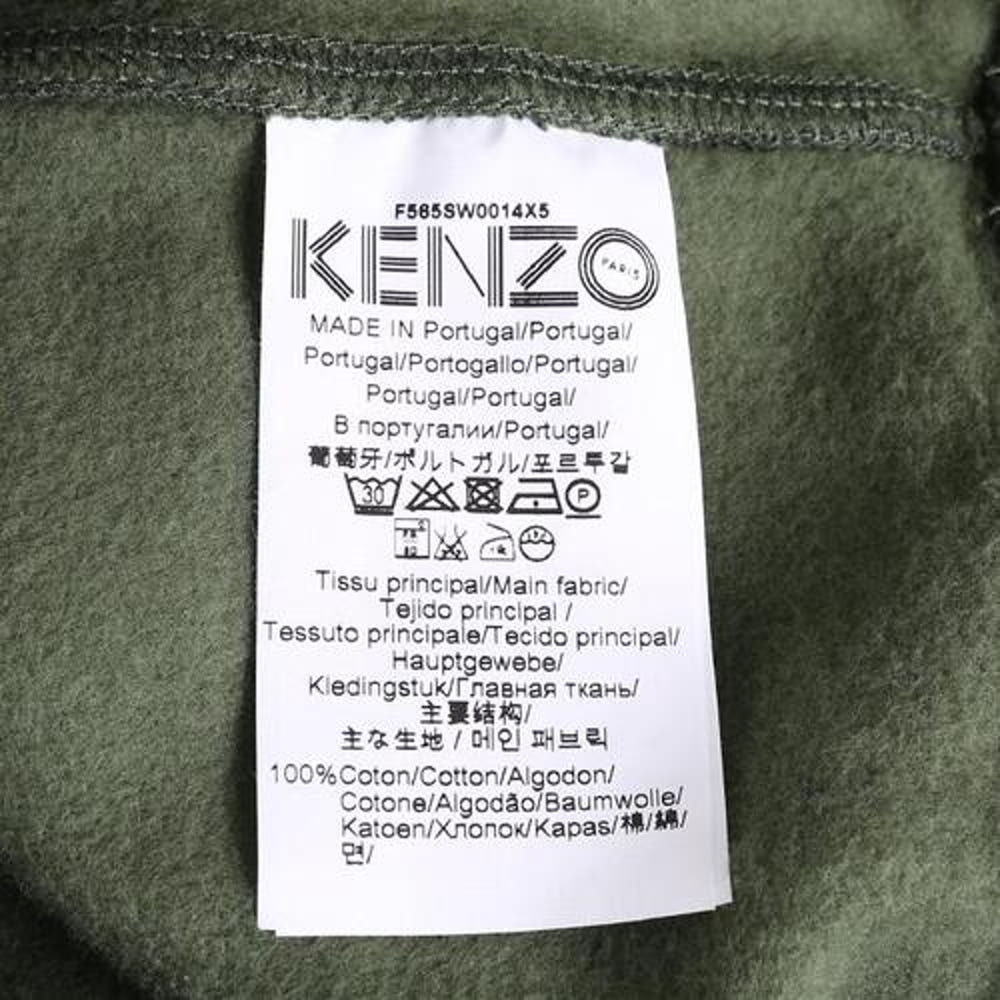 F565SW0014X5
KENZO PARIS
MADE IN Portugal/Portugal/
Portugal/Portogallo/Portugal/
Portugal/Portugal/
В португалии/Portugal/
葡萄牙/ポルトガル/포르투갈
30 P
Tissu principal/Main fabric/
Tejido principal /
Tessuto principale/Tecido principal/
Hauptgewebe/
Kledingstuk/Главная ткань/
主要结构/
主な生地 / 메인 패브릭
100%Coton/Cotton/Algodon/
Cotone/Algodão/Baumwolle/
Katoen/Хлопок/Kapas/棉/綿/
면/